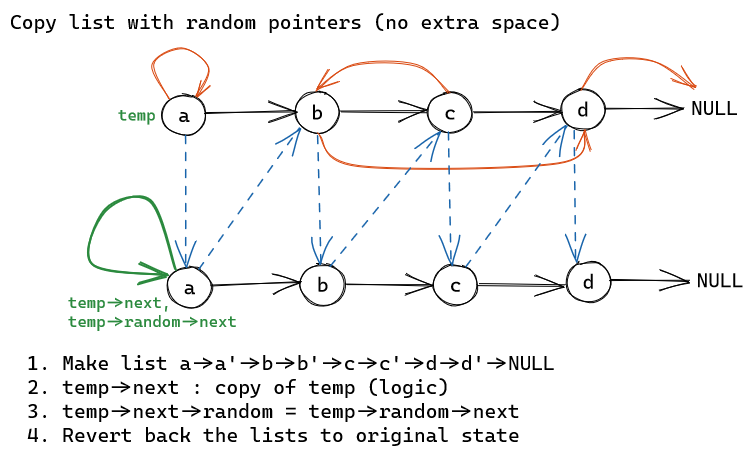 Copy list with random pointers (no extra space)
temp
a
b
c
d
NULL
a
b
c
d
NULL
temp→next,
temp→random→next
1. Make list a→a'→b→b'→c→c'→d→d'→NULL
2. temp→next : copy of temp (logic)
3. temp→next→random = temp→random→next
4. Revert back the lists to original state